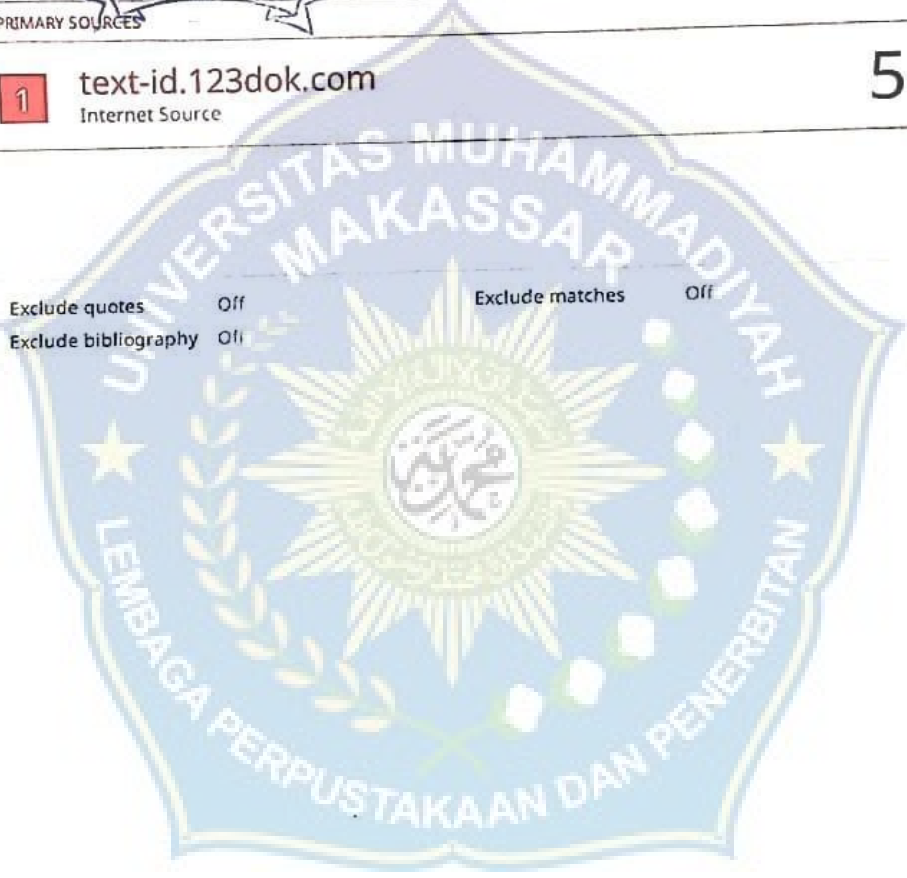 PRIMARY SOURCES
1 text-id.123dok.com 5
Internet Source
UNIVERSITAS MUHAMMADIYAH
MAKASSAR
Exclude quotes Off Exclude matches Off
Exclude bibliography Off
LEMBAGA PERPUSTAKAAN DAN PENERBITAN